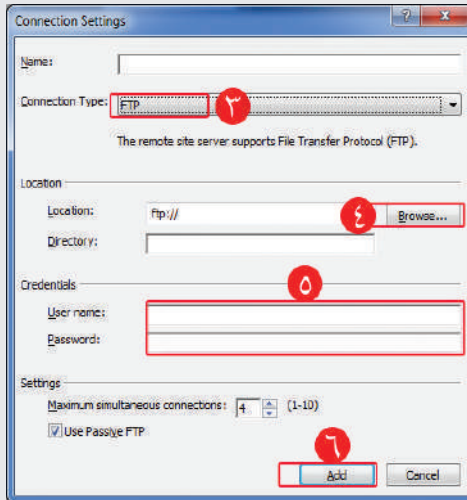 Connection Settings
Name:
Connection Type: FTP ٣
The remote site server supports File Transfer Protocol (FTP).
Location
Location: ftp:// ٤ Browse...
Directory:
Credentials ٥
User name:
Password:
Settings
Maximum simultaneous connections: 4 (1-10)
Use Passive FTP
٦
Add Cancel